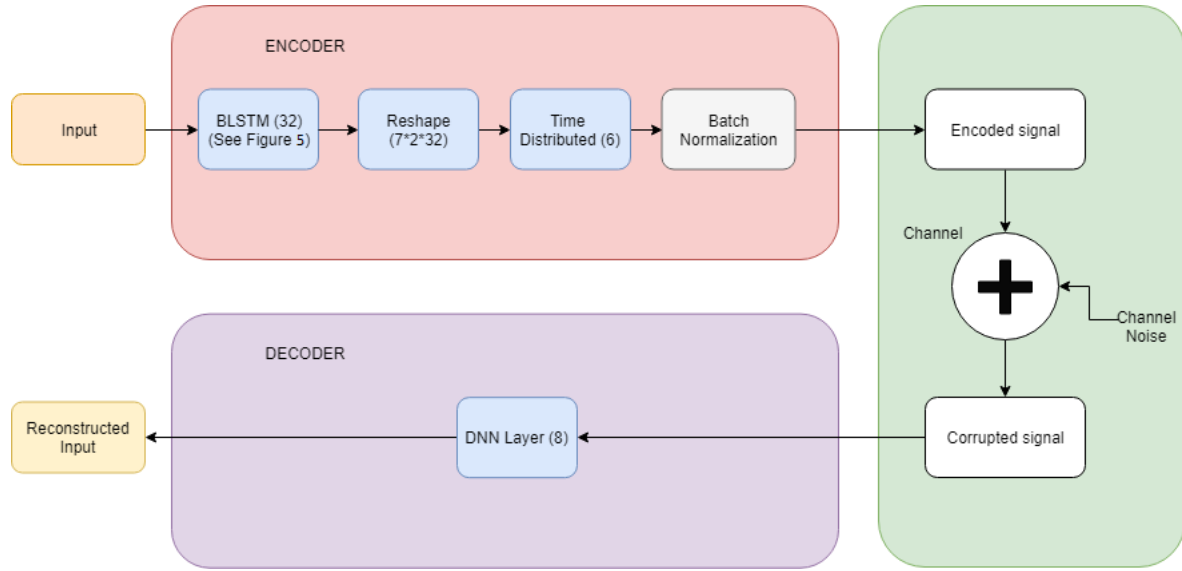 ENCODER
Input
BLSTM (32)
(See Figure 5)
Reshape
(7*2*32)
Time
Distributed (6)
Batch
Normalization
Encoded signal
Channel
Channel
Noise
DECODER
Reconstructed
Input
DNN Layer (8)
Corrupted signal